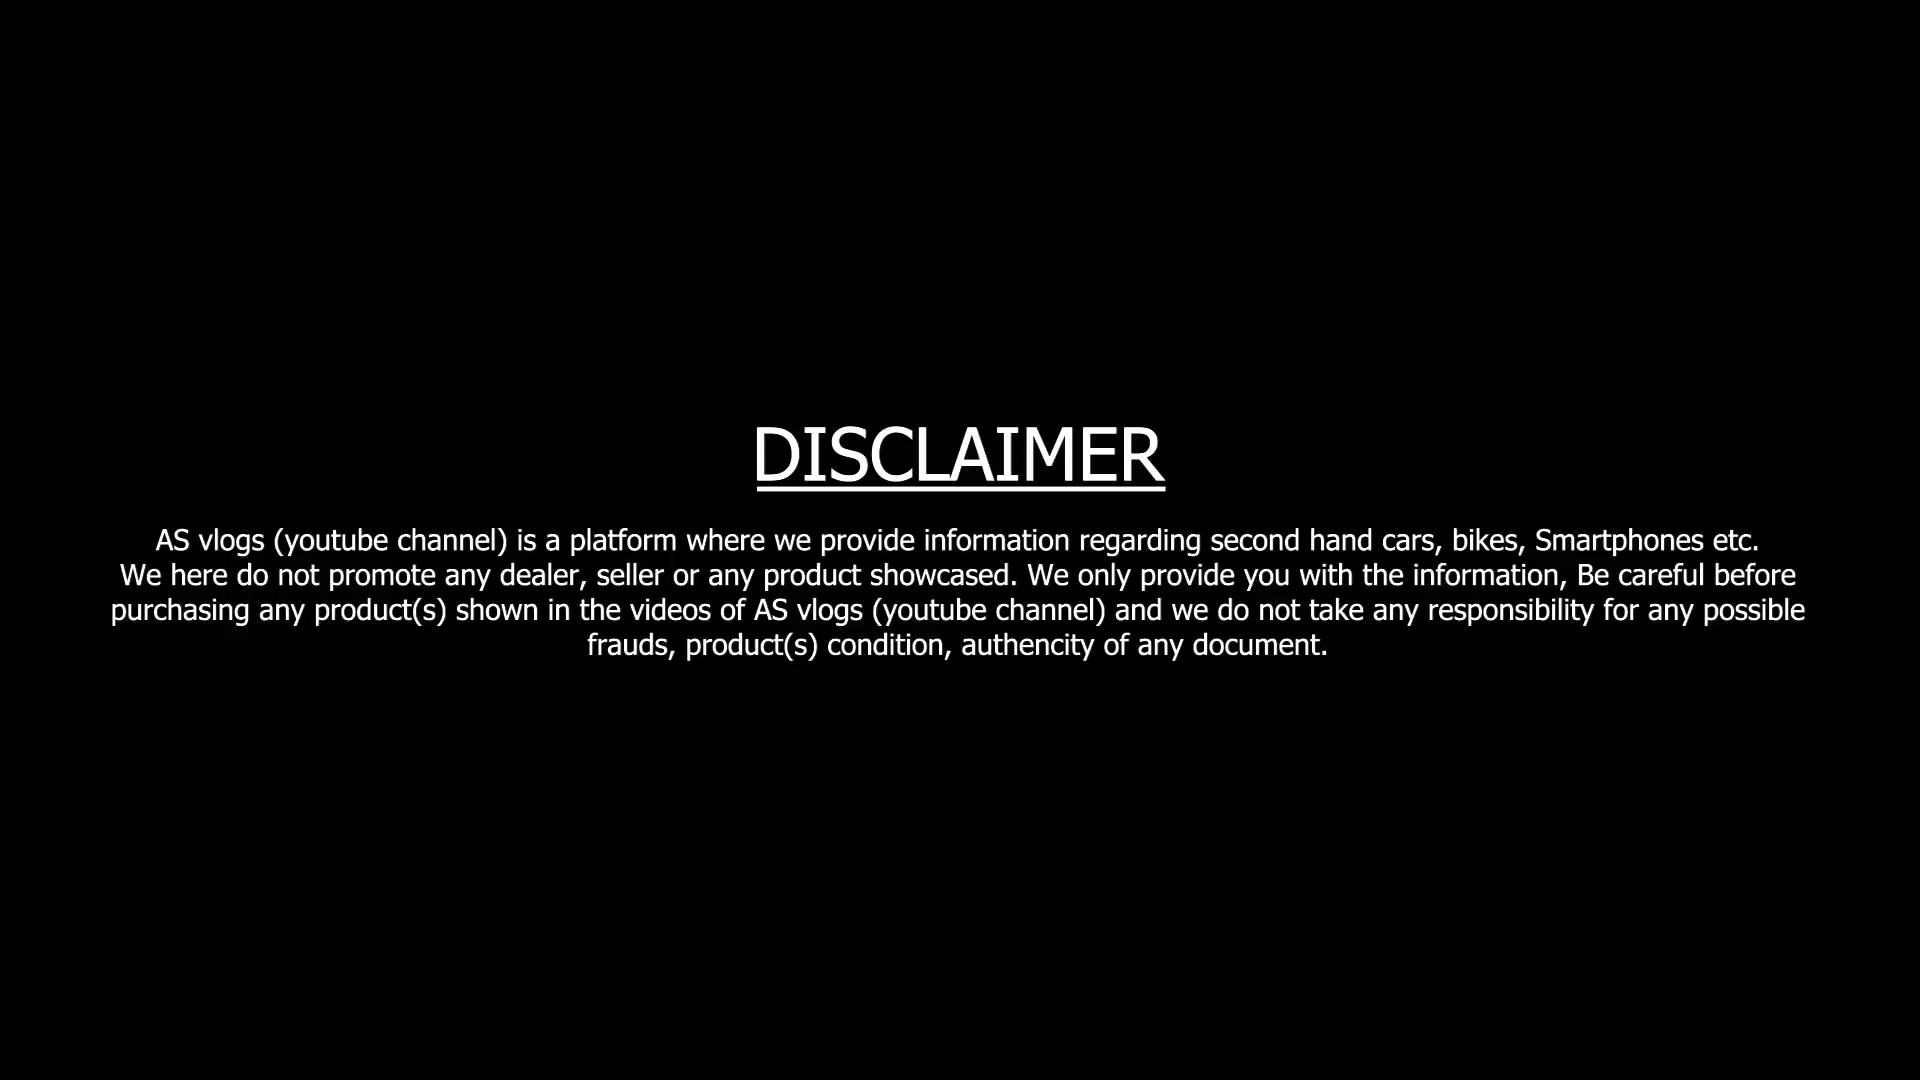 DISCLAIMER
AS vlogs (youtube channel) is a platform where we provide information regarding second hand cars, bikes, Smartphones etc.
We here do not promote any dealer, seller or any product showcased. We only provide you with the information, Be careful before
purchasing any product(s) shown in the videos of AS vlogs (youtube channel) and we do not take any responsibility for any possible
frauds, product(s) condition, authencity of any document.